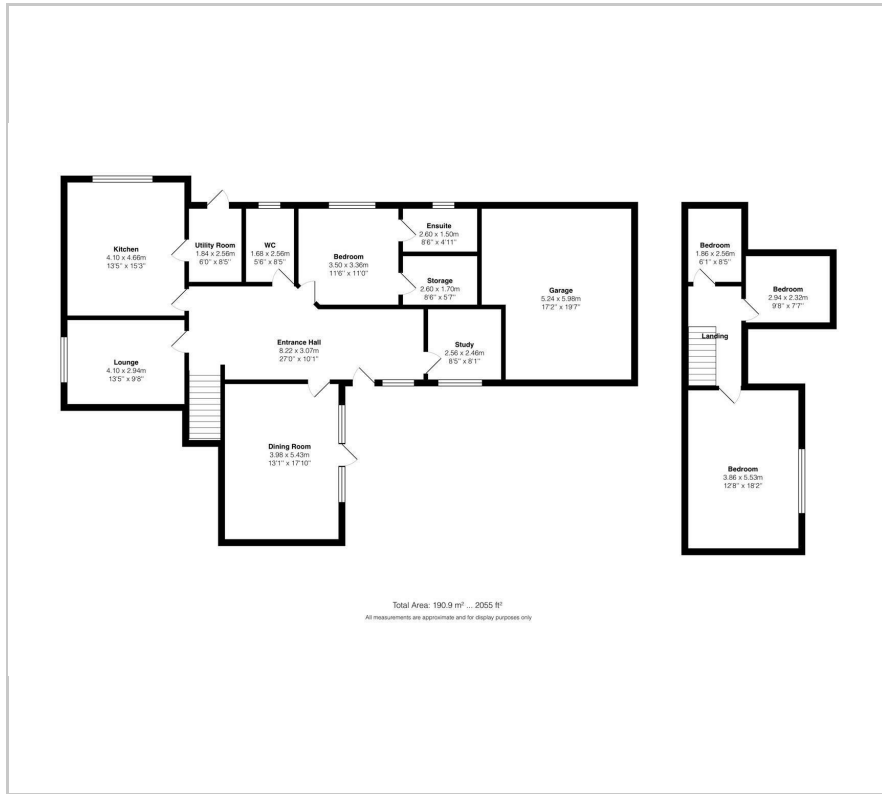 Kitchen
4.10 x 4.66m
13'5'' x 15'3''
Utility Room
1.84 x 2.56m
6'0'' x 8'5''
WC
1.68 x 2.56m
5'6'' x 8'5''
Bedroom
3.50 x 3.36m
11'6'' x 11'0''
Ensuite
2.60 x 1.50m
8'6'' x 4'11''
Storage
2.60 x 1.70m
8'6'' x 5'7''
Garage
5.24 x 5.98m
17'2'' x 19'7''
Lounge
4.10 x 2.94m
13'5'' x 9'8''
Entrance Hall
8.22 x 3.07m
27'0'' x 10'1''
Study
2.56 x 2.46m
8'5'' x 8'1''
Dining Room
3.98 x 5.43m
13'1'' x 17'10''
Bedroom
1.86 x 2.56m
6'1'' x 8'5''
Bedroom
2.94 x 2.32m
9'8'' x 7'7''
Landing
Bedroom
3.86 x 5.53m
12'8'' x 18'2''
Total Area: 190.9 m² ... 2055 ft²
All measurements are approximate and for display purposes only